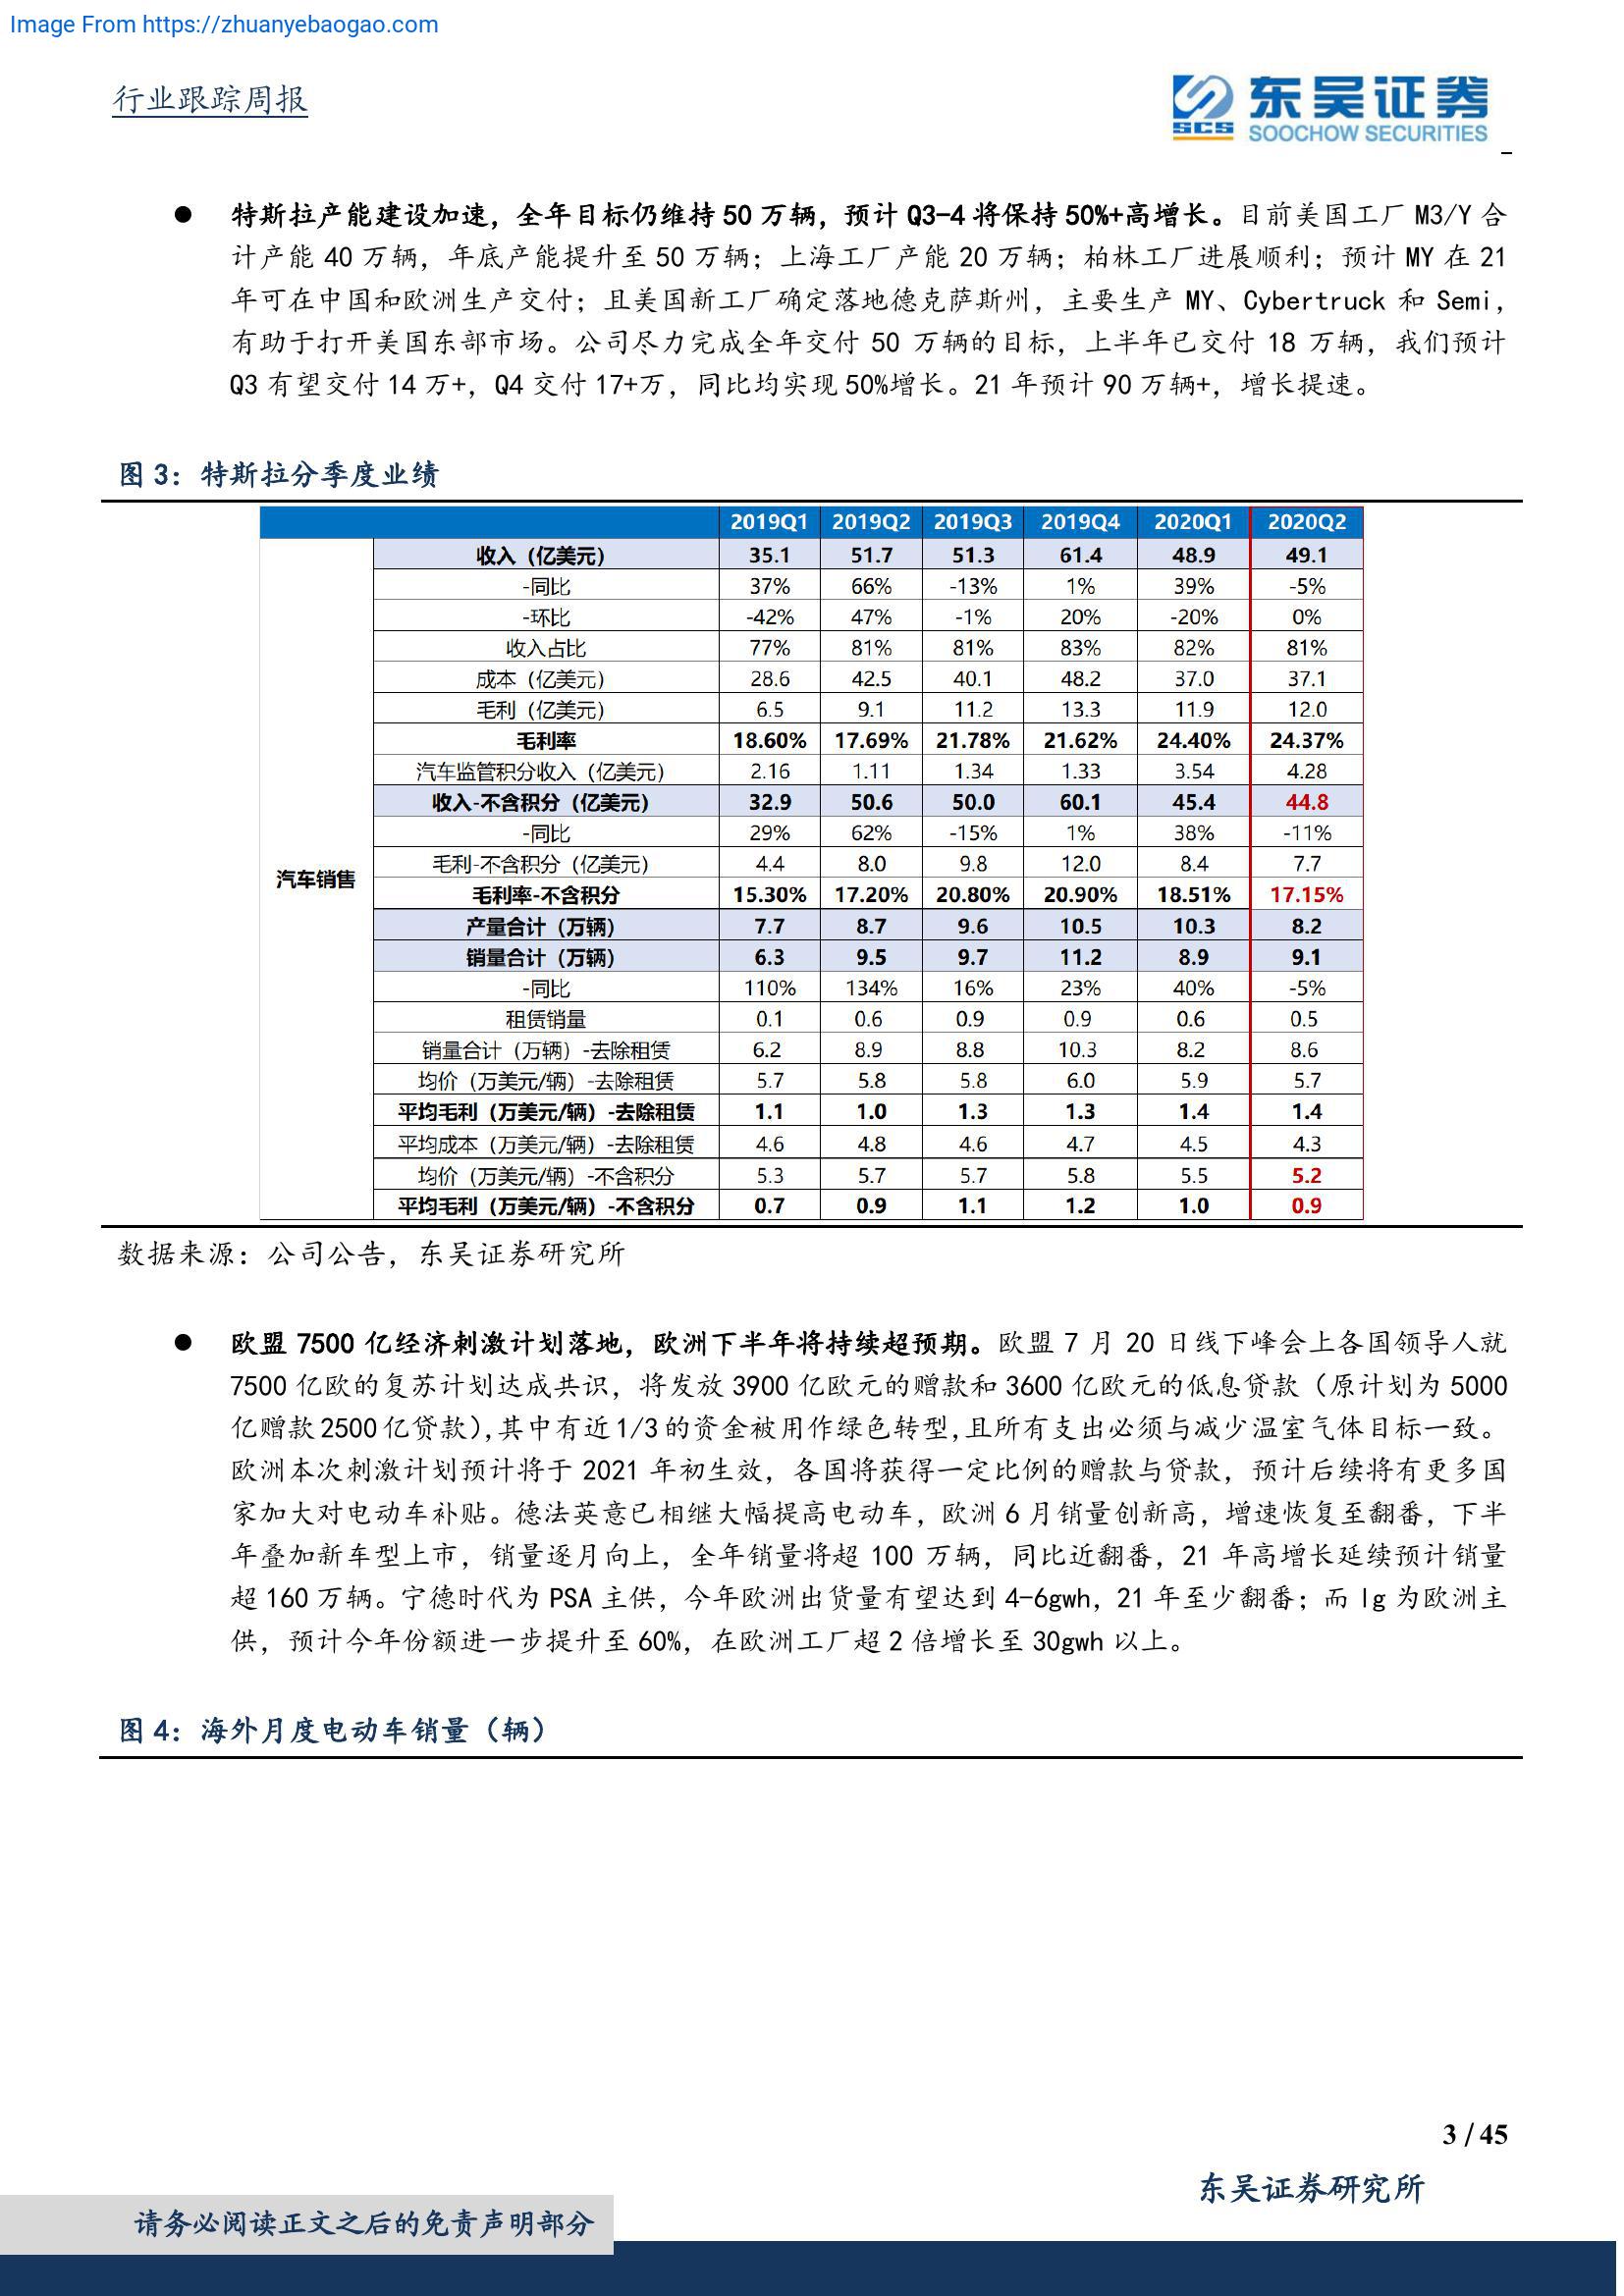 Image From https://zhuanyebaogao.com
行业跟踪周报
东吴证券
SCS
SOOCHOW SECURITIES
● 特斯拉产能建设加速，全年目标仍维持 50 万辆，预计 Q3-4 将保持 50%+高增长。目前美国工厂 M3/Y 合
计产能 40 万辆，年底产能提升至 50 万辆；上海工厂产能 20 万辆；柏林工厂进展顺利；预计 MY 在 21
年可在中国和欧洲生产交付；且美国新工厂确定落地德克萨斯州，主要生产 MY、Cybertruck 和 Semi，
有助于打开美国东部市场。公司尽力完成全年交付 50 万辆的目标，上半年已交付 18 万辆，我们预计
Q3 有望交付 14 万+，Q4 交付 17+万，同比均实现 50%增长。21 年预计 90 万辆+，增长提速。
图 3：特斯拉分季度业绩
2019Q1 2019Q2 2019Q3 2019Q4 2020Q1 2020Q2
汽车销售
收入（亿美元） 35.1 51.7 51.3 61.4 48.9 49.1
-同比 37% 66% -13% 1% 39% -5%
-环比 -42% 47% -1% 20% -20% 0%
收入占比 77% 81% 81% 83% 82% 81%
成本（亿美元） 28.6 42.5 40.1 48.2 37.0 37.1
毛利（亿美元） 6.5 9.1 11.2 13.3 11.9 12.0
毛利率 18.60% 17.69% 21.78% 21.62% 24.40% 24.37%
汽车监管积分收入（亿美元） 2.16 1.11 1.34 1.33 3.54 4.28
收入-不含积分（亿美元） 32.9 50.6 50.0 60.1 45.4 44.8
-同比 29% 62% -15% 1% 38% -11%
毛利-不含积分（亿美元） 4.4 8.0 9.8 12.0 8.4 7.7
毛利率-不含积分 15.30% 17.20% 20.80% 20.90% 18.51% 17.15%
产量合计（万辆） 7.7 8.7 9.6 10.5 10.3 8.2
销量合计（万辆） 6.3 9.5 9.7 11.2 8.9 9.1
-同比 110% 134% 16% 23% 40% -5%
租赁销量 0.1 0.6 0.9 0.9 0.6 0.5
销量合计（万辆）-去除租赁 6.2 8.9 8.8 10.3 8.2 8.6
均价（万美元/辆）-去除租赁 5.7 5.8 5.8 6.0 5.9 5.7
平均毛利（万美元/辆）-去除租赁 1.1 1.0 1.3 1.3 1.4 1.4
平均成本（万美元/辆）-去除租赁 4.6 4.8 4.6 4.7 4.5 4.3
均价（万美元/辆）-不含积分 5.3 5.7 5.7 5.8 5.5 5.2
平均毛利（万美元/辆）-不含积分 0.7 0.9 1.1 1.2 1.0 0.9
数据来源：公司公告，东吴证券研究所
● 欧盟 7500 亿经济刺激计划落地，欧洲下半年将持续超预期。欧盟 7 月 20 日线下峰会上各国领导人就
7500 亿欧的复苏计划达成共识，将发放 3900 亿欧元的赠款和 3600 亿欧元的低息贷款（原计划为 5000
亿赠款 2500 亿贷款），其中有近 1/3 的资金被用作绿色转型，且所有支出必须与减少温室气体目标一致。
欧洲本次刺激计划预计将于 2021 年初生效，各国将获得一定比例的赠款与贷款，预计后续将有更多国
家加大对电动车补贴。德法英意已相继大幅提高电动车，欧洲 6 月销量创新高，增速恢复至翻番，下半
年叠加新车型上市，销量逐月向上，全年销量将超 100 万辆，同比近翻番，21 年高增长延续预计销量
超 160 万辆。宁德时代为 PSA 主供，今年欧洲出货量有望达到 4-6gwh，21 年至少翻番；而 lg 为欧洲主
供，预计今年份额进一步提升至 60%，在欧洲工厂超 2 倍增长至 30gwh 以上。
图 4：海外月度电动车销量（辆）
3 / 45
东吴证券研究所
请务必阅读正文之后的免责声明部分